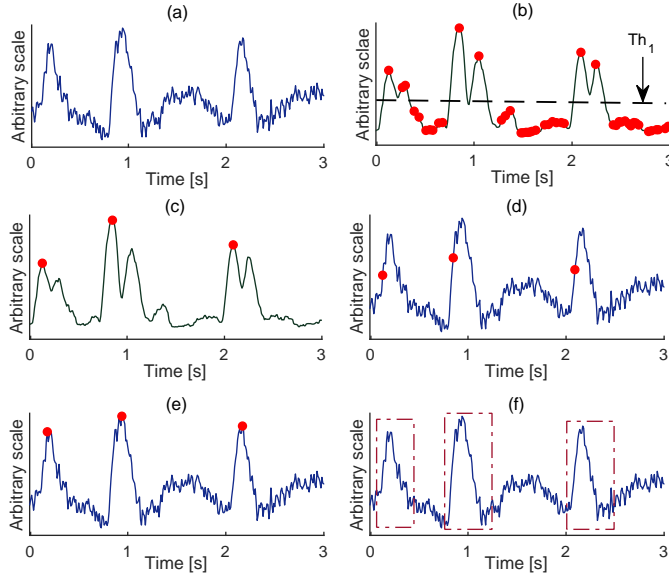 (a)
Arbitrary scale
0 1 2 3
Time [s]
(b)
Arbitrary sclae
Th1
0 1 2 3
Time [s]
(c)
Arbitrary scale
0 1 2 3
Time [s]
(d)
Arbitrary scale
0 1 2 3
Time [s]
(e)
Arbitrary scale
0 1 2 3
Time [s]
(f)
Arbitrary scale
0 1 2 3
Time [s]